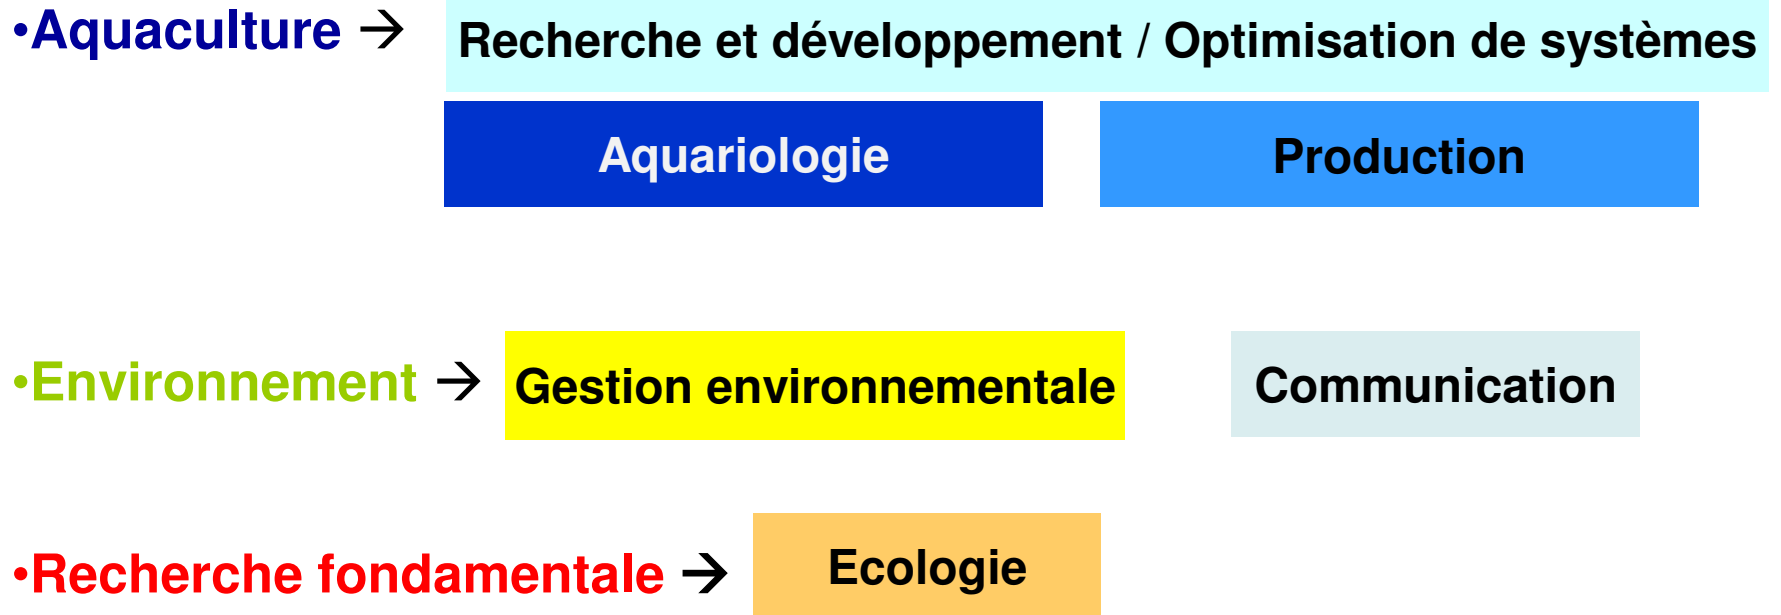 •Aquaculture → Recherche et développement / Optimisation de systèmes
Aquariologie Production
•Environnement → Gestion environnementale Communication
•Recherche fondamentale → Ecologie